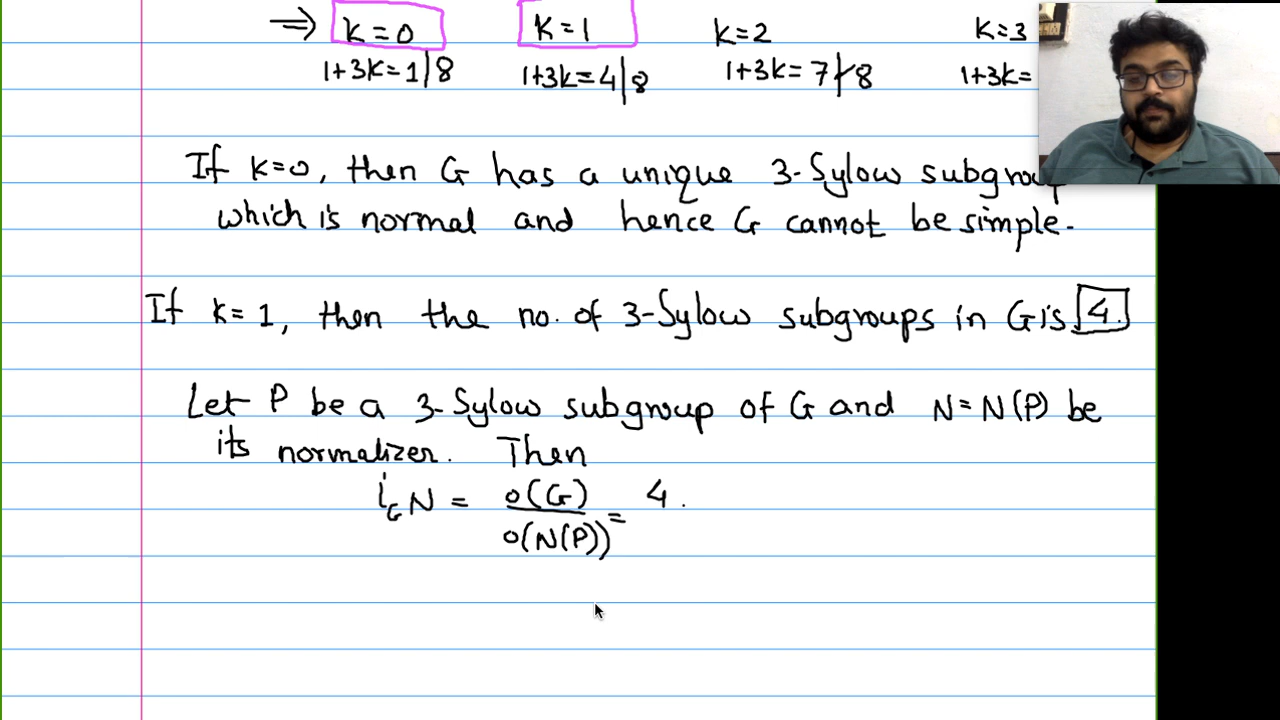 ⇒ k=0 k=1 k=2 k=3
1+3k=1|8 1+3k=4|8 1+3k=7∤8 1+3k=
If k=0, then G has a unique 3-Sylow subgroup
which is normal and hence G cannot be simple.
If k=1, then the no. of 3-Sylow subgroups in G is 4.
Let P be a 3-Sylow subgroup of G and N=N(P) be
its normalizer. Then
i_G N = o(G)/o(N(P)) = 4.